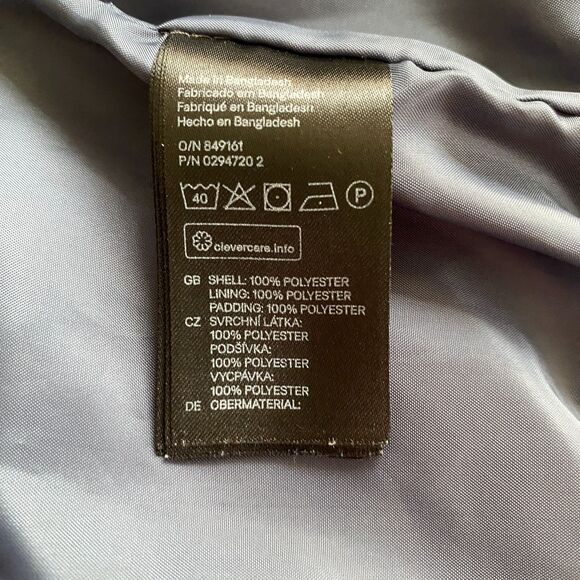 Made in Bangladesh
Fabricado em Bangladesh
Fabriqué en Bangladesh
Hecho en Bangladesh
O/N 849161
P/N 0294720 2
40 P
clevercare.info
GB SHELL: 100% POLYESTER
LINING: 100% POLYESTER
PADDING: 100% POLYESTER
CZ SVRCHNÍ LÁTKA:
100% POLYESTER
PODŠÍVKA:
100% POLYESTER
VYCPÁVKA:
100% POLYESTER
DE OBERMATERIAL: